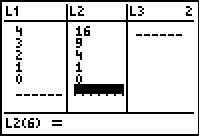 L1 L2 L3 2
4 16 ------
3 9
2 4
1 1
0 0
------
L2(6) =